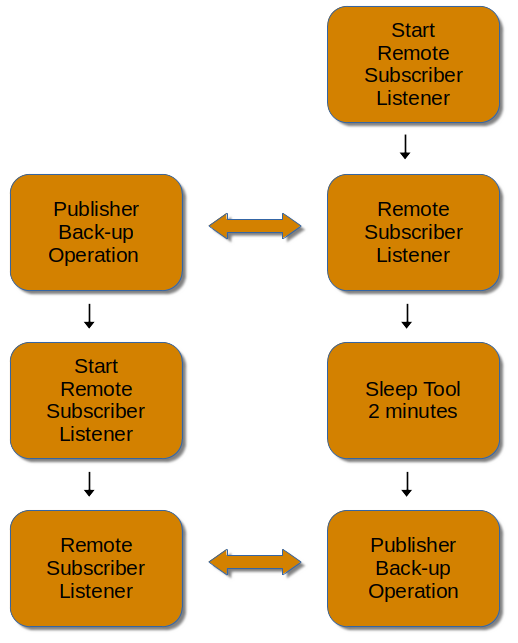 Start
Remote
Subscriber
Listener
Publisher
Back-up
Operation
Remote
Subscriber
Listener
Start
Remote
Subscriber
Listener
Sleep Tool
2 minutes
Remote
Subscriber
Listener
Publisher
Back-up
Operation